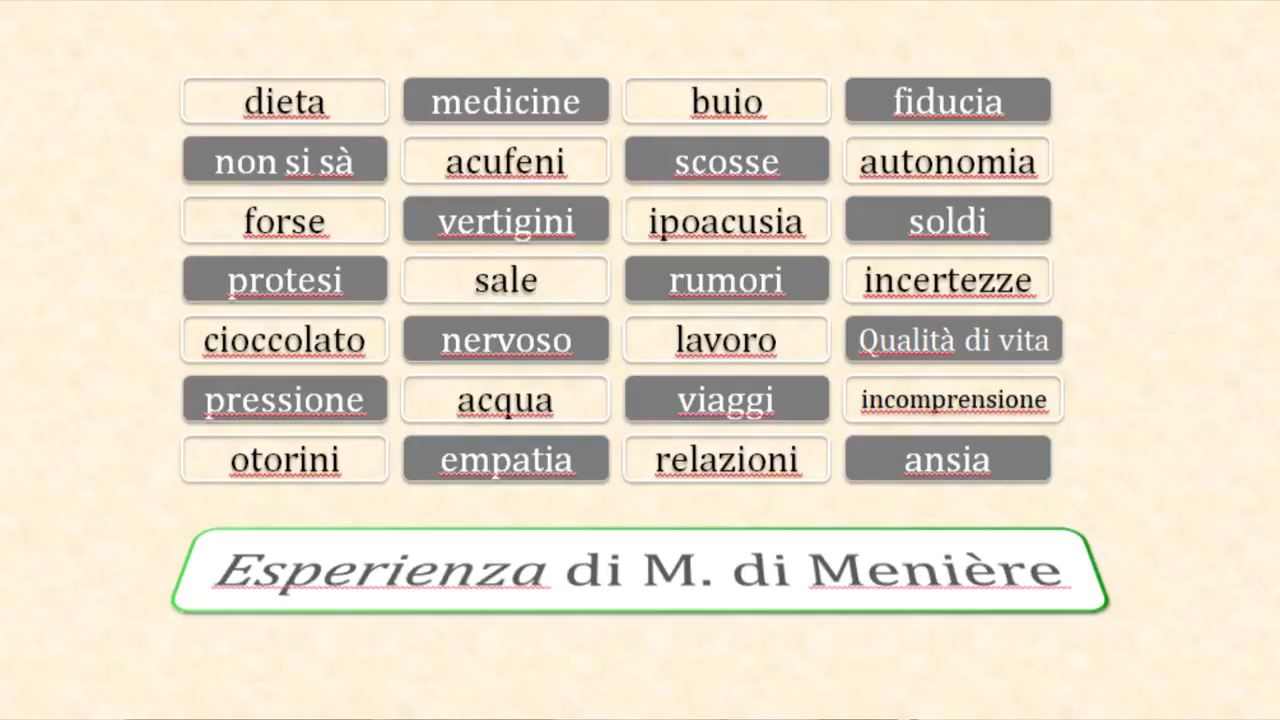 dieta medicine buio fiducia
non si sà acufeni scosse autonomia
forse vertigini ipoacusia soldi
protesi sale rumori incertezze
cioccolato nervoso lavoro Qualità di vita
pressione acqua viaggi incomprensione
otorini empatia relazioni ansia
Esperienza di M. di Menière